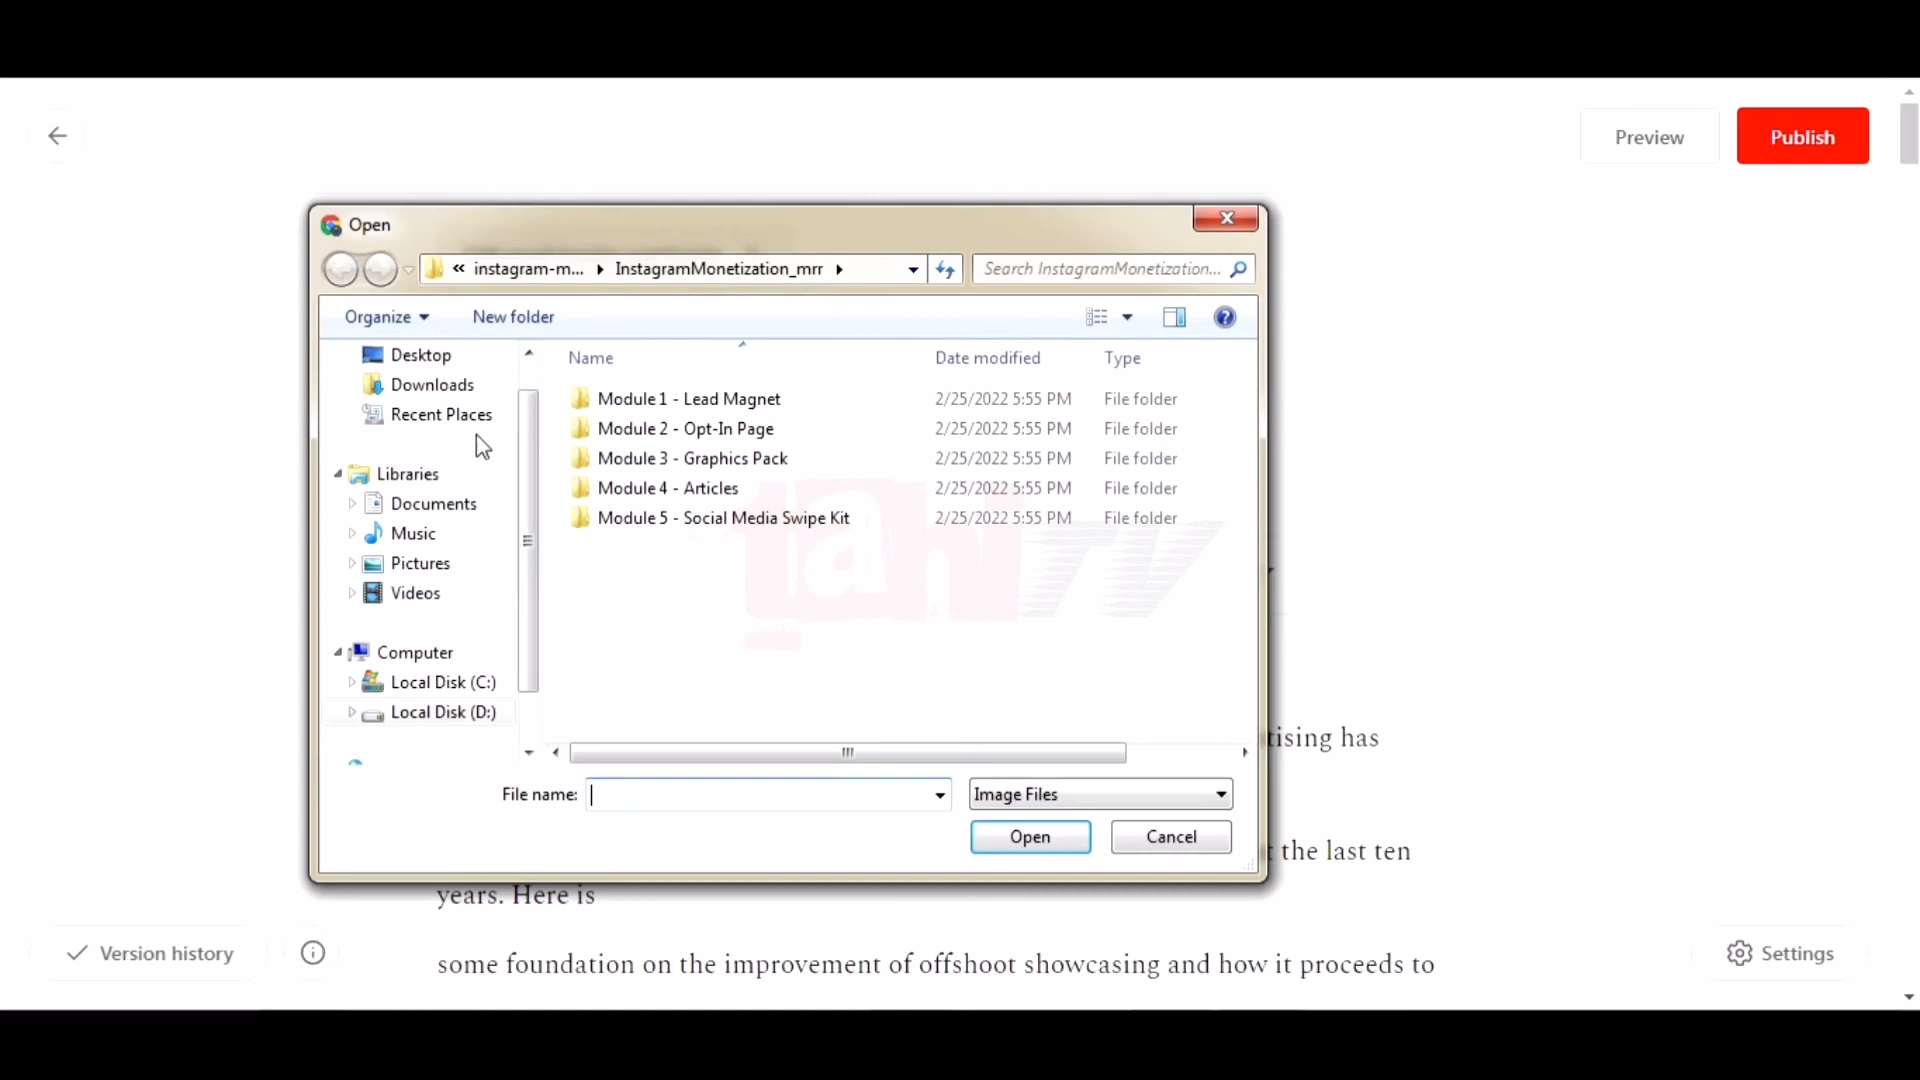 Preview
Publish
Open
« instagram-m... InstagramMonetization_mrr
Search InstagramMonetization...
Organize
New folder
Desktop
Downloads
Recent Places
Libraries
Documents
Music
Pictures
Videos
Computer
Local Disk (C:)
Local Disk (D:)
Name Date modified Type
Module 1 - Lead Magnet 2/25/2022 5:55 PM File folder
Module 2 - Opt-In Page 2/25/2022 5:55 PM File folder
Module 3 - Graphics Pack 2/25/2022 5:55 PM File folder
Module 4 - Articles 2/25/2022 5:55 PM File folder
Module 5 - Social Media Swipe Kit 2/25/2022 5:55 PM File folder
TV
tising has
File name:
Image Files
Open
Cancel
the last ten
years. Here is
some foundation on the improvement of offshoot showcasing and how it proceeds to
Version history
Settings